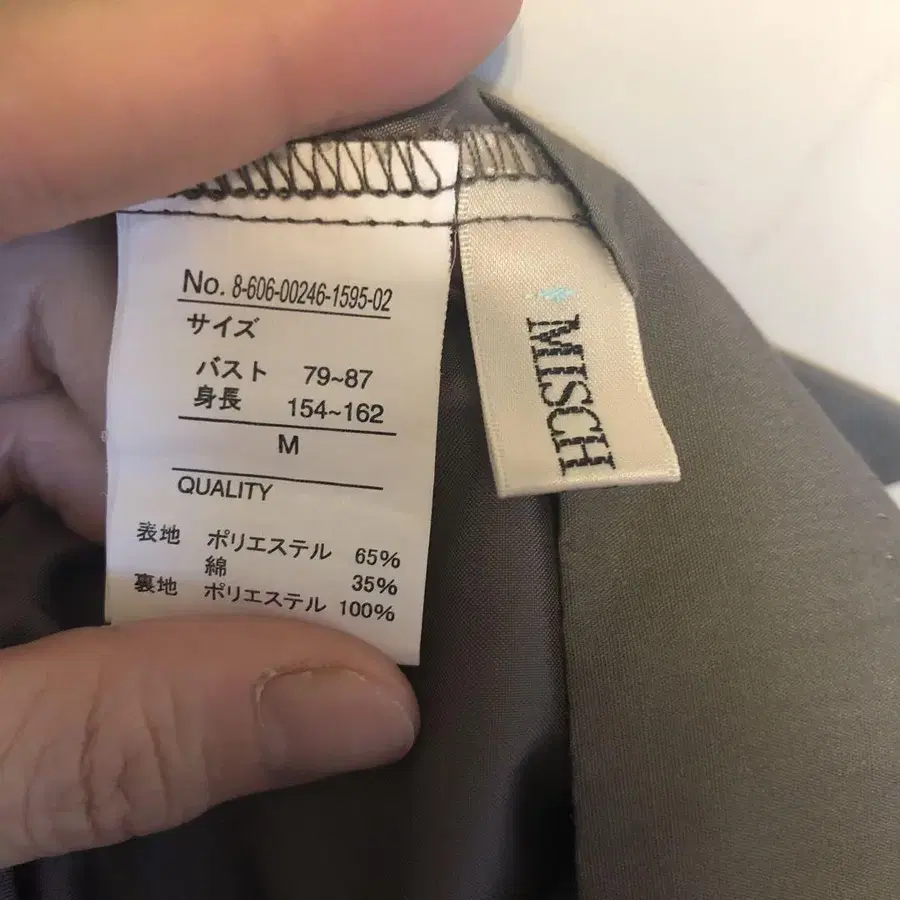 No. 8-606-00246-1595-02
サイズ
バスト 79~87
身長 154~162
M
QUALITY
表地 ポリエステル 65%
綿 35%
裏地 ポリエステル 100%
MISCH